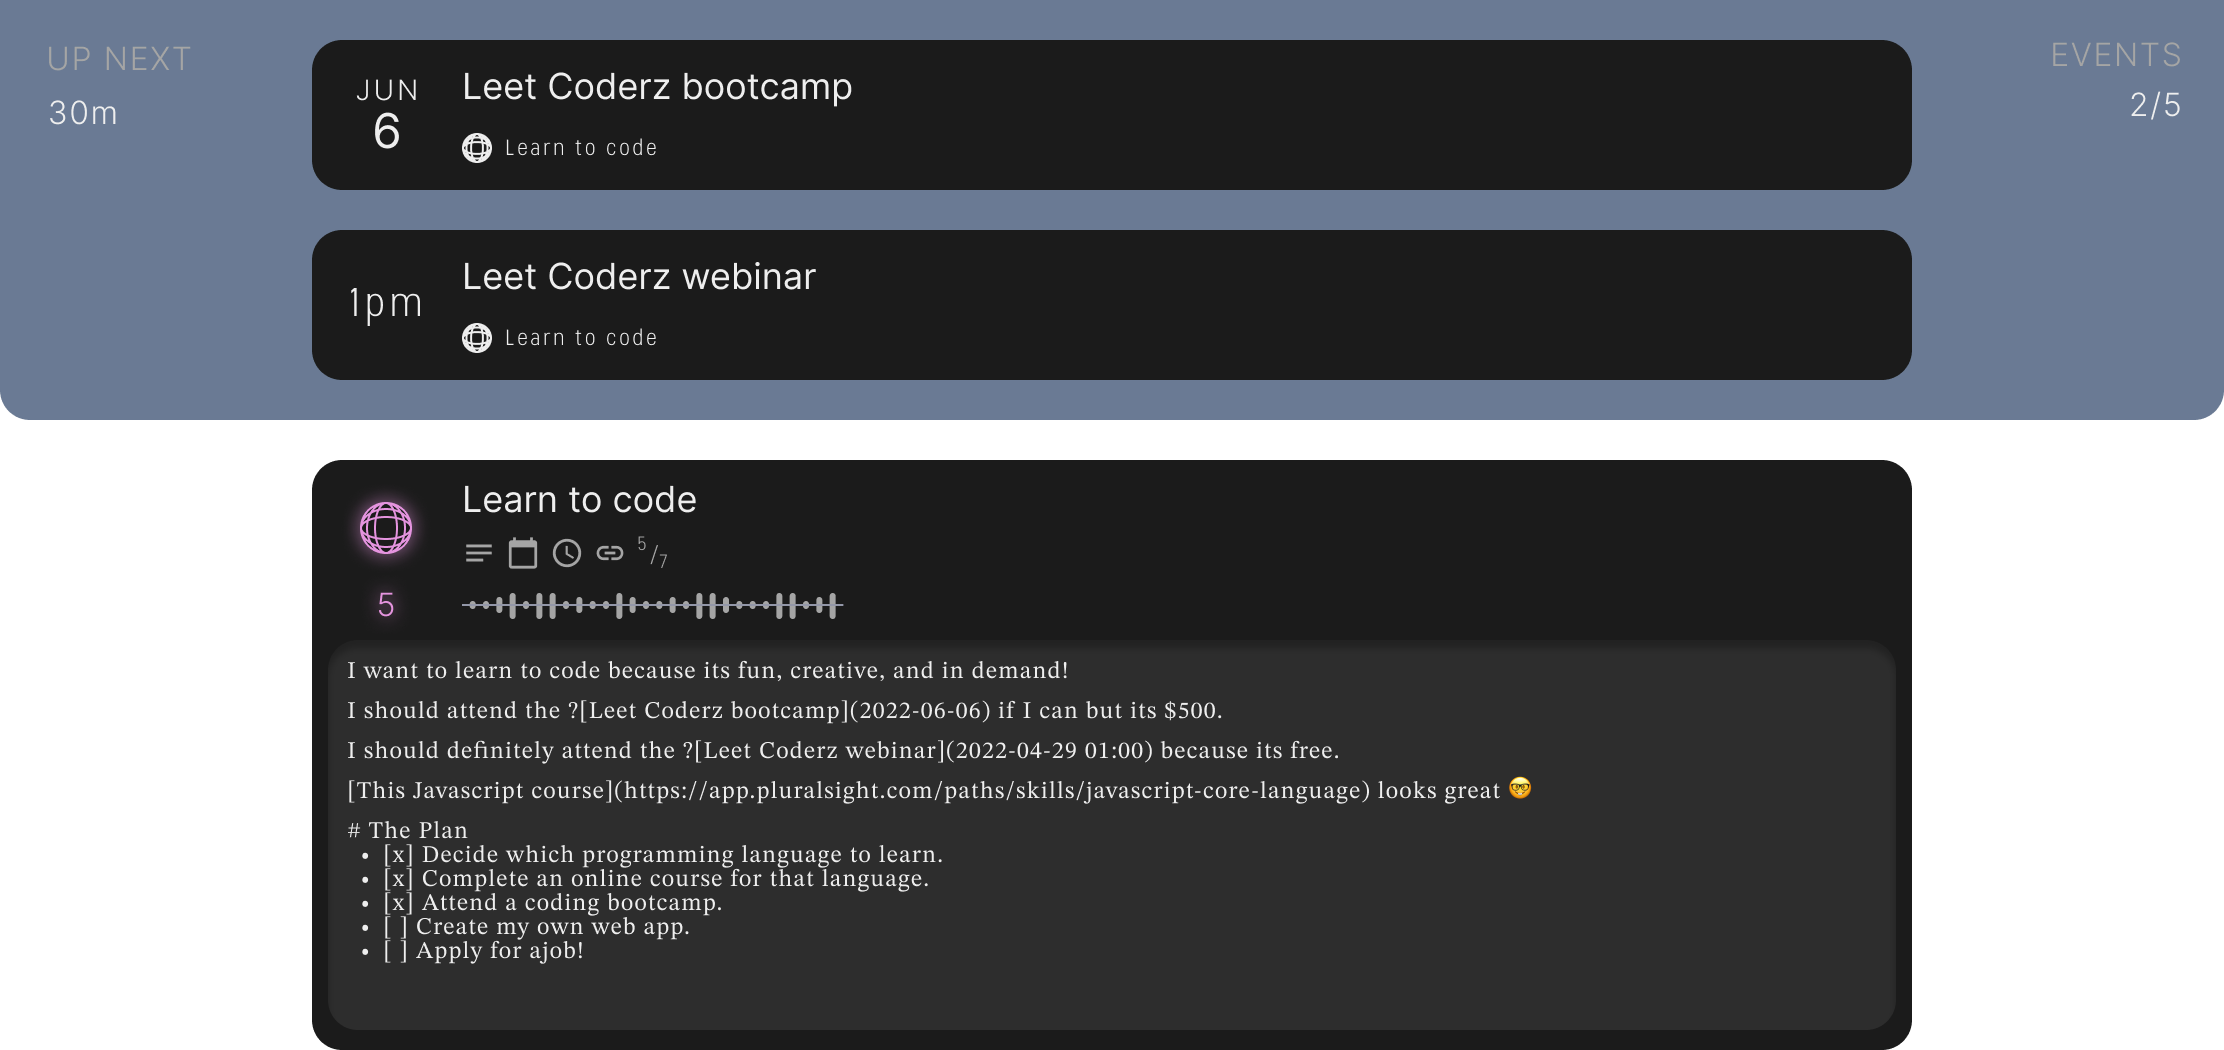 UP NEXT
30m
EVENTS
2/5
JUN
6
Leet Coderz bootcamp
Learn to code
1pm
Leet Coderz webinar
Learn to code
Learn to code
5/7
5
I want to learn to code because its fun, creative, and in demand!
I should attend the ?[Leet Coderz bootcamp](2022-06-06) if I can but its $500.
I should definitely attend the ?[Leet Coderz webinar](2022-04-29 01:00) because its free.
[This Javascript course](https://app.pluralsight.com/paths/skills/javascript-core-language) looks great 🤓
# The Plan
• [x] Decide which programming language to learn.
• [x] Complete an online course for that language.
• [x] Attend a coding bootcamp.
• [ ] Create my own web app.
• [ ] Apply for ajob!